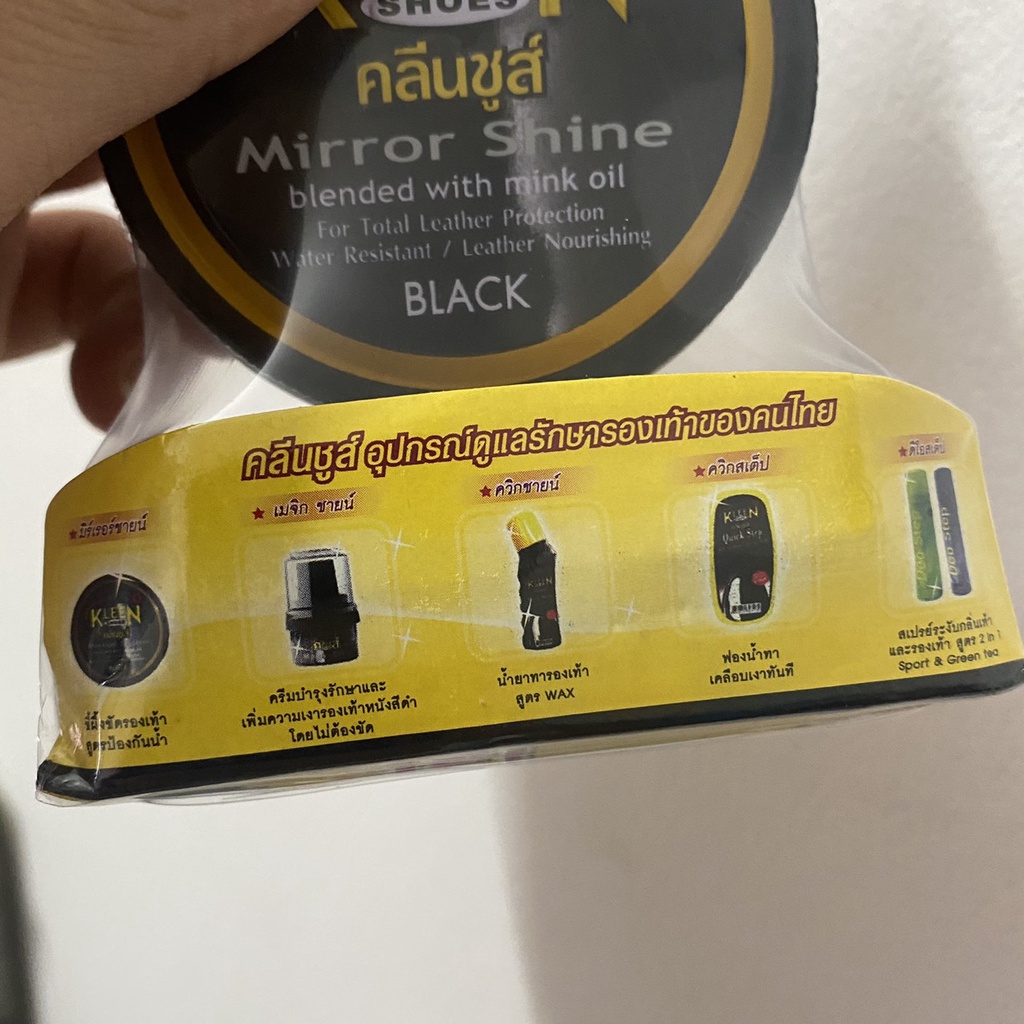 SHOES
คลีนชูส์
Mirror Shine
blended with mink oil
For Total Leather Protection
Water Resistant / Leather Nourishing
BLACK
คลีนชูส์ อุปกรณ์ดูแลรักษารองเท้าของคนไทย
มิร์เรอร์ชายน์
KLEEN
ขี้ผึ้งขัดรองเท้า
สูตรป้องกันน้ำ
เมจิก ชายน์
ครีมบำรุงรักษาและ
เพิ่มความเงารองเท้าหนังสีดำ
โดยไม่ต้องขัด
ควิกชายน์
KLEEN
น้ำยาทารองเท้า
สูตร WAX
ควิกสเต็ป
KLEEN
Quick Step
ฟองน้ำทา
เคลือบเงาทันที
ดีโอสเต็ป
Deo Step
Deo Step
สเปรย์ระงับกลิ่นเท้า
และรองเท้า สูตร 2 in 1
Sport & Green tea